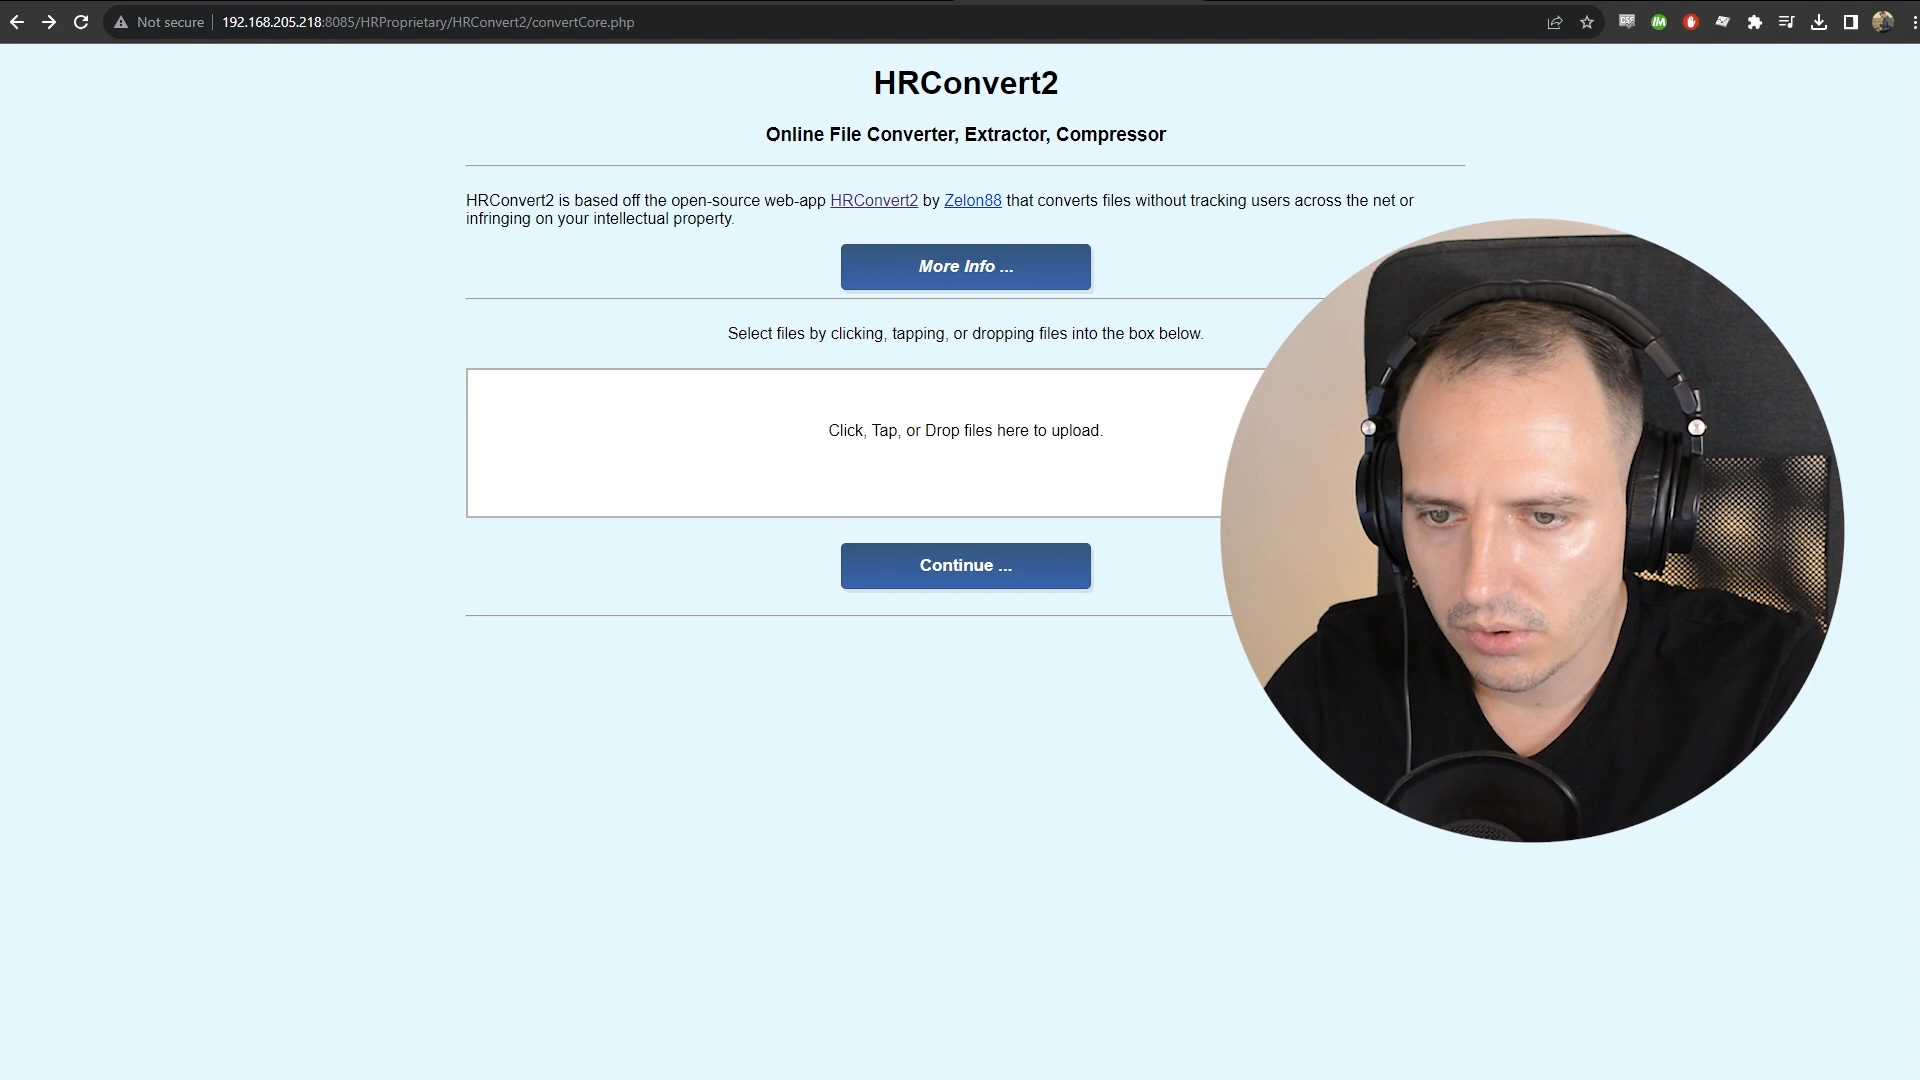 Not secure
192.168.205.218:8085/HRProprietary/HRConvert2/convertCore.php
HRConvert2
Online File Converter, Extractor, Compressor
HRConvert2 is based off the open-source web-app HRConvert2 by Zelon88 that converts files without tracking users across the net or
infringing on your intellectual property.
More Info ...
Select files by clicking, tapping, or dropping files into the box below.
Click, Tap, or Drop files here to upload.
Continue ...